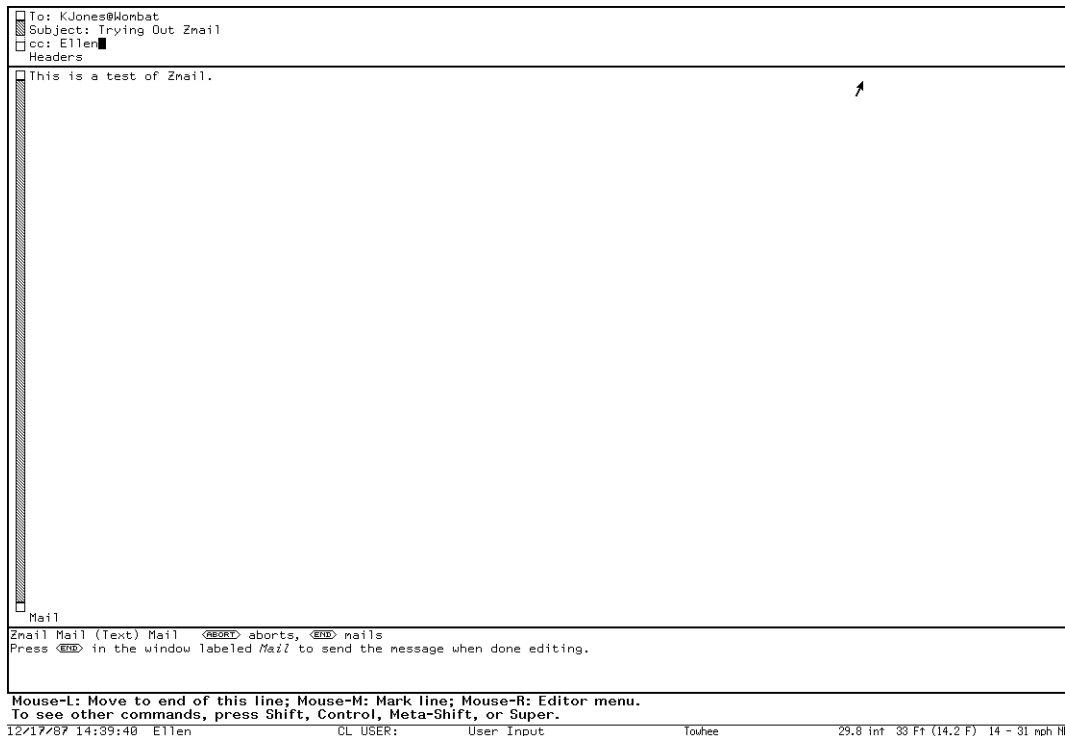 To: KJones@Wombat
Subject: Trying Out Zmail
cc: Ellen
Headers
This is a test of Zmail.
Mail
Zmail Mail (Text) Mail <ABORT> aborts, <END> mails
Press <END> in the window labeled Mail to send the message when done editing.
Mouse-L: Move to end of this line; Mouse-M: Mark line; Mouse-R: Editor menu.
To see other commands, press Shift, Control, Meta-Shift, or Super.
12/17/87 14:39:40 Ellen CL USER: User Input Towhee 29.8 int 33 Ft (14.2 F) 14 - 31 mph